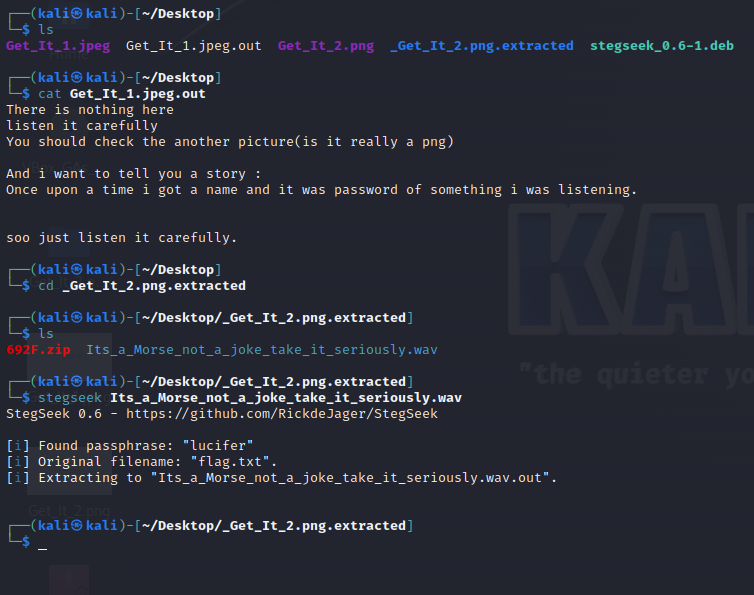 ┌──(kali㉿kali)-[~/Desktop]
└─$ ls
Get_It_1.jpeg  Get_It_1.jpeg.out  Get_It_2.png  _Get_It_2.png.extracted  stegseek_0.6-1.deb
┌──(kali㉿kali)-[~/Desktop]
└─$ cat Get_It_1.jpeg.out
There is nothing here
listen it carefully
You should check the another picture(is it really a png)
And i want to tell you a story :
Once upon a time i got a name and it was password of something i was listening.
soo just listen it carefully.
┌──(kali㉿kali)-[~/Desktop]
└─$ cd _Get_It_2.png.extracted
┌──(kali㉿kali)-[~/Desktop/_Get_It_2.png.extracted]
└─$ ls
692F.zip  Its_a_Morse_not_a_joke_take_it_seriously.wav
┌──(kali㉿kali)-[~/Desktop/_Get_It_2.png.extracted]
└─$ stegseek Its_a_Morse_not_a_joke_take_it_seriously.wav
StegSeek 0.6 - https://github.com/RickdeJager/StegSeek
[i] Found passphrase: "lucifer"
[i] Original filename: "flag.txt".
[i] Extracting to "Its_a_Morse_not_a_joke_take_it_seriously.wav.out".
┌──(kali㉿kali)-[~/Desktop/_Get_It_2.png.extracted]
└─$ _
KA
"the quieter yo
Get_It_2.png